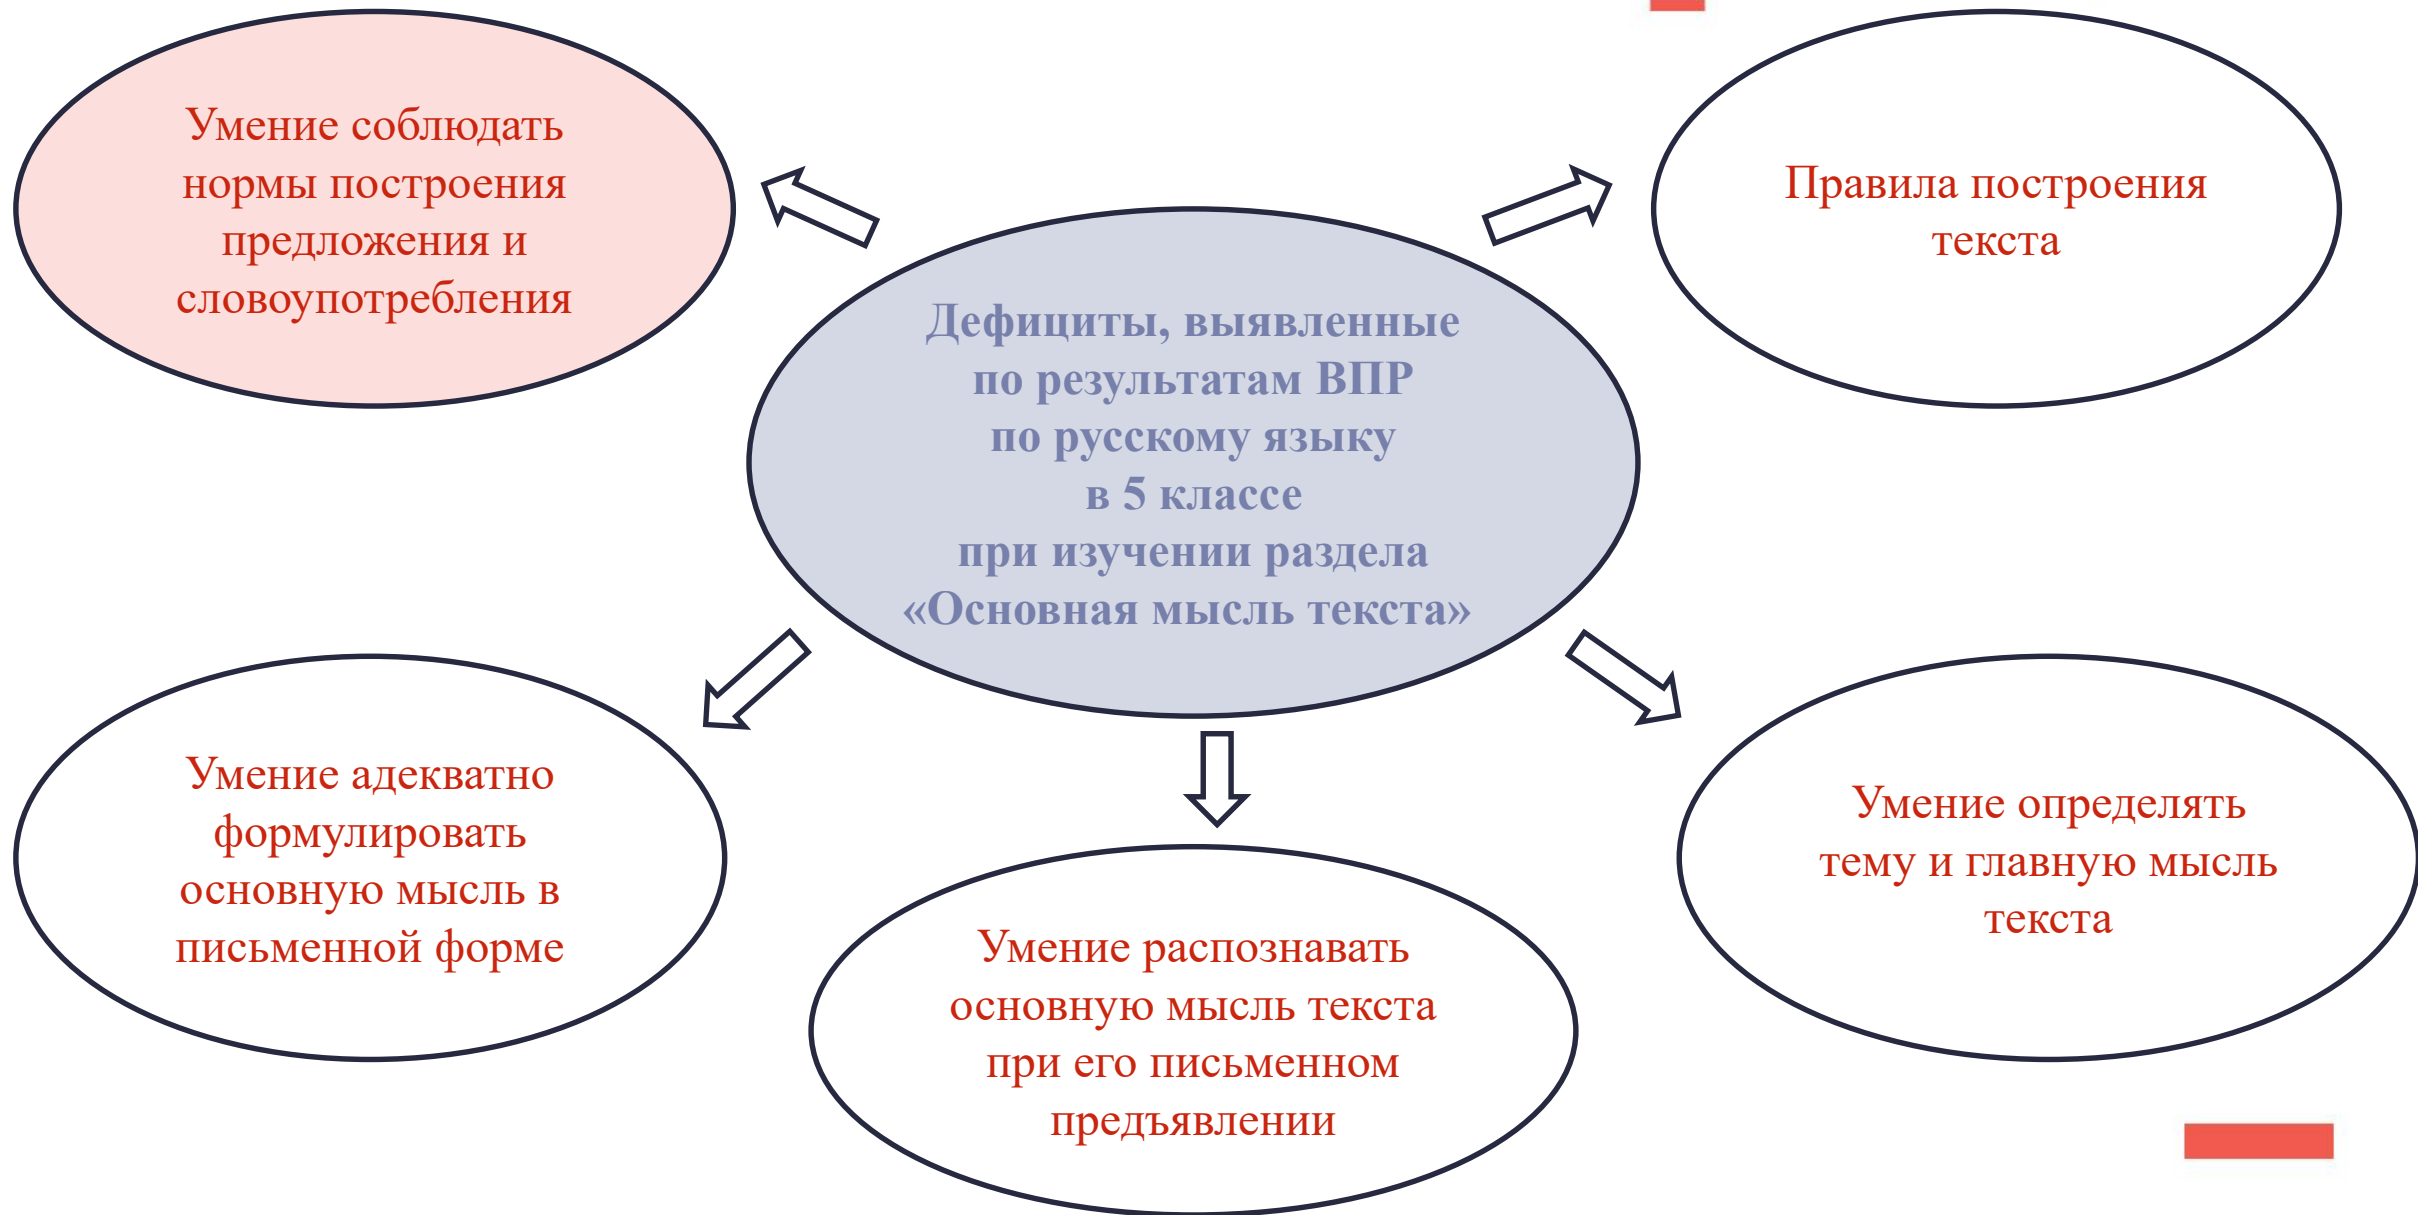 Умение соблюдать
нормы построения
предложения и
словоупотребления
Правила построения
текста
Дефициты, выявленные
по результатам ВПР
по русскому языку
в 5 классе
при изучении раздела
«Основная мысль текста»
Умение адекватно
формулировать
основную мысль в
письменной форме
Умение распознавать
основную мысль текста
при его письменном
предъявлении
Умение определять
тему и главную мысль
текста